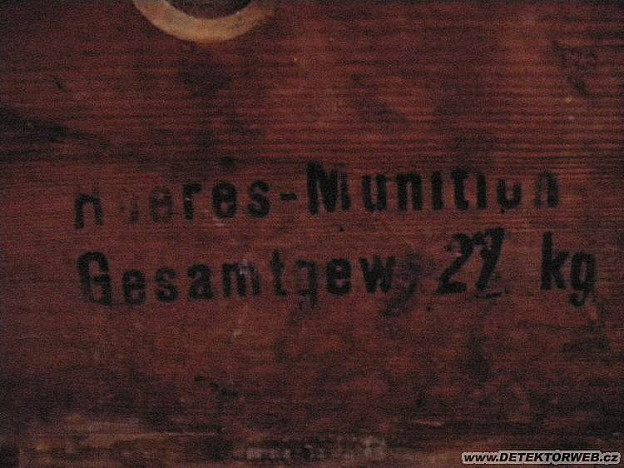 Heeres-Munition
Gesamtgew. 27 kg
www.DETEKTORWEB.cz